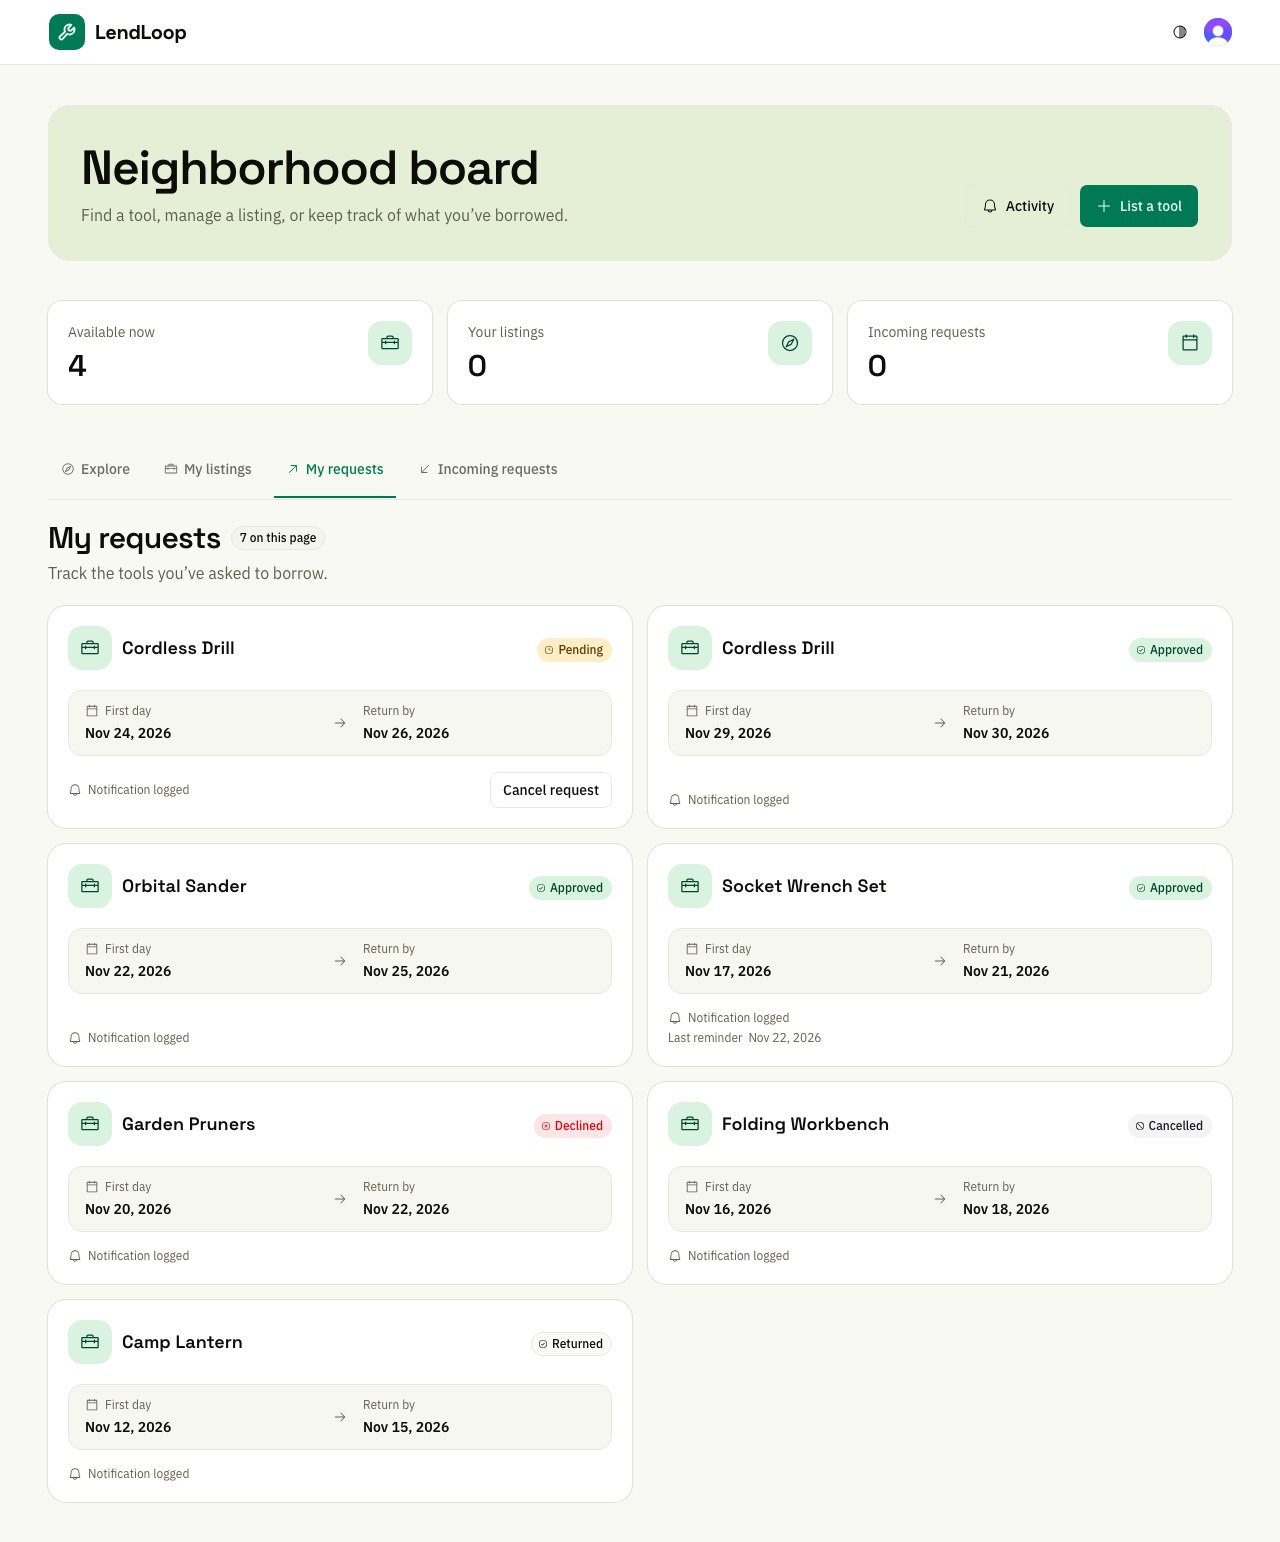 LendLoop
Neighborhood board
Find a tool, manage a listing, or keep track of what you’ve borrowed.
Activity
List a tool
Available now
4
Your listings
0
Incoming requests
0
Explore
My listings
My requests
Incoming requests
My requests
7 on this page
Track the tools you’ve asked to borrow.
Cordless Drill
Pending
First day
Return by
Nov 24, 2026
Nov 26, 2026
Notification logged
Cancel request
Cordless Drill
Approved
First day
Return by
Nov 29, 2026
Nov 30, 2026
Notification logged
Orbital Sander
Approved
First day
Return by
Nov 22, 2026
Nov 25, 2026
Notification logged
Socket Wrench Set
Approved
First day
Return by
Nov 17, 2026
Nov 21, 2026
Notification logged
Last reminder Nov 22, 2026
Garden Pruners
Declined
First day
Return by
Nov 20, 2026
Nov 22, 2026
Notification logged
Folding Workbench
Cancelled
First day
Return by
Nov 16, 2026
Nov 18, 2026
Notification logged
Camp Lantern
Returned
First day
Return by
Nov 12, 2026
Nov 15, 2026
Notification logged